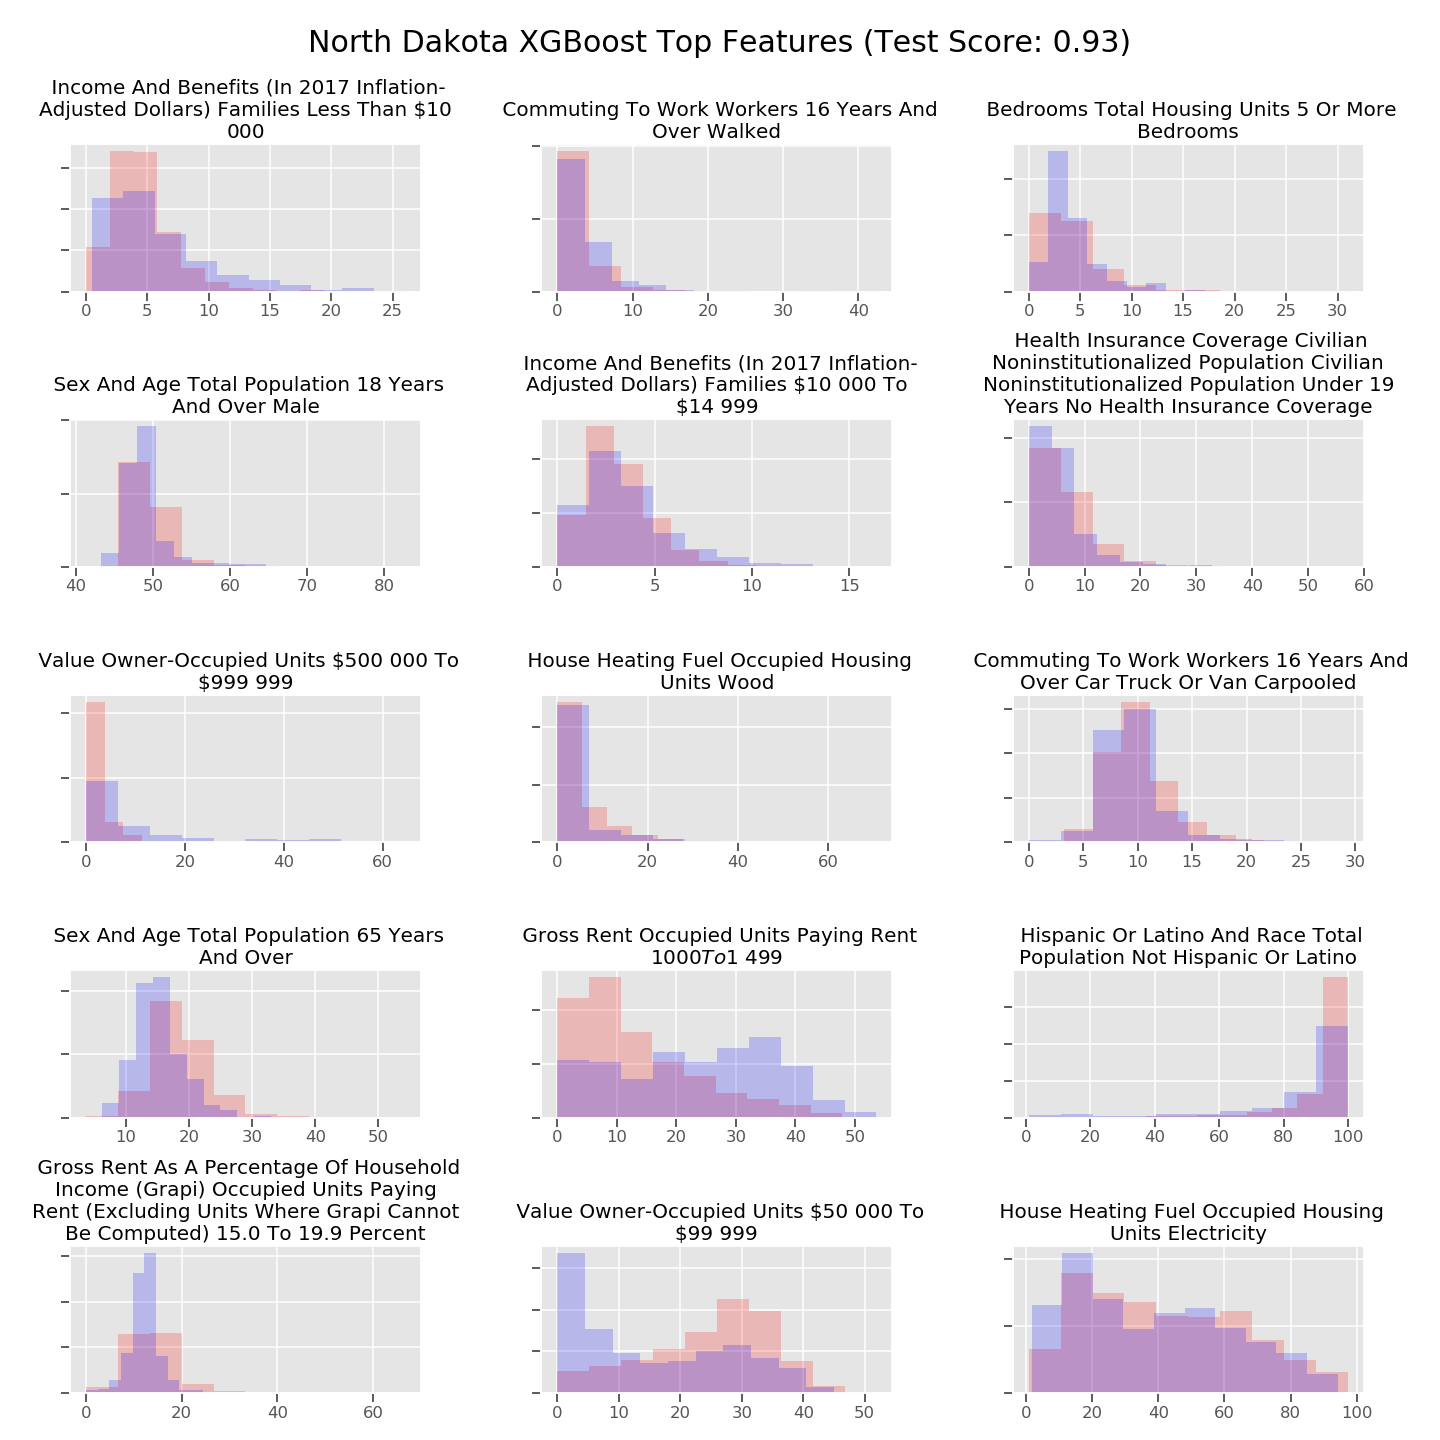 North Dakota XGBoost Top Features (Test Score: 0.93)
Income And Benefits (In 2017 Inflation-
Adjusted Dollars) Families Less Than $10
000
0 5 10 15 20 25
Commuting To Work Workers 16 Years And
Over Walked
0 10 20 30 40
Bedrooms Total Housing Units 5 Or More
Bedrooms
0 5 10 15 20 25 30
Sex And Age Total Population 18 Years
And Over Male
40 50 60 70 80
Income And Benefits (In 2017 Inflation-
Adjusted Dollars) Families $10 000 To
$14 999
0 5 10 15
Health Insurance Coverage Civilian
Noninstitutionalized Population Civilian
Noninstitutionalized Population Under 19
Years No Health Insurance Coverage
0 10 20 30 40 50 60
Value Owner-Occupied Units $500 000 To
$999 999
0 20 40 60
House Heating Fuel Occupied Housing
Units Wood
0 20 40 60
Commuting To Work Workers 16 Years And
Over Car Truck Or Van Carpooled
0 5 10 15 20 25 30
Sex And Age Total Population 65 Years
And Over
10 20 30 40 50
Gross Rent Occupied Units Paying Rent
1000To1 499
0 10 20 30 40 50
Hispanic Or Latino And Race Total
Population Not Hispanic Or Latino
0 20 40 60 80 100
Gross Rent As A Percentage Of Household
Income (Grapi) Occupied Units Paying
Rent (Excluding Units Where Grapi Cannot
Be Computed) 15.0 To 19.9 Percent
0 20 40 60
Value Owner-Occupied Units $50 000 To
$99 999
0 10 20 30 40 50
House Heating Fuel Occupied Housing
Units Electricity
0 20 40 60 80 100